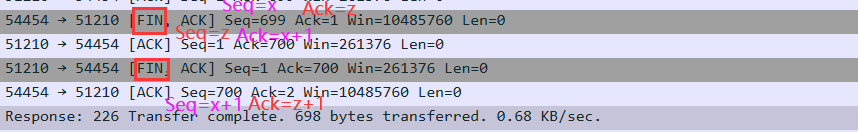 Seq=x Ack=z
54454 → 51210 [FIN, ACK] Seq=699 Ack=1 Win=10485760 Len=0
Seq=z Ack=x+1
51210 → 54454 [ACK] Seq=1 Ack=700 Win=261376 Len=0
51210 → 54454 [FIN, ACK] Seq=1 Ack=700 Win=261376 Len=0
54454 → 51210 [ACK] Seq=700 Ack=2 Win=10485760 Len=0
Seq=x+1 Ack=z+1
Response: 226 Transfer complete. 698 bytes transferred. 0.68 KB/sec.